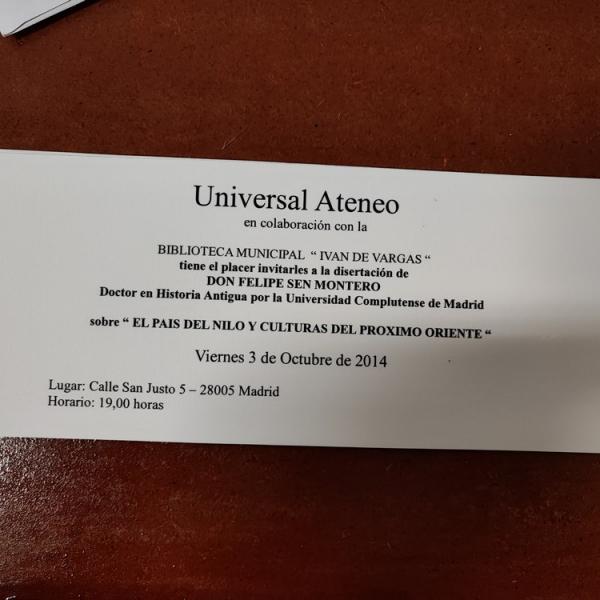 Universal Ateneo
en colaboración con la
BIBLIOTECA MUNICIPAL “ IVAN DE VARGAS “
tiene el placer invitarles a la disertación de
DON FELIPE SEN MONTERO
Doctor en Historia Antigua por la Universidad Complutense de Madrid
sobre “ EL PAIS DEL NILO Y CULTURAS DEL PROXIMO ORIENTE “
Viernes 3 de Octubre de 2014
Lugar: Calle San Justo 5 – 28005 Madrid
Horario: 19,00 horas